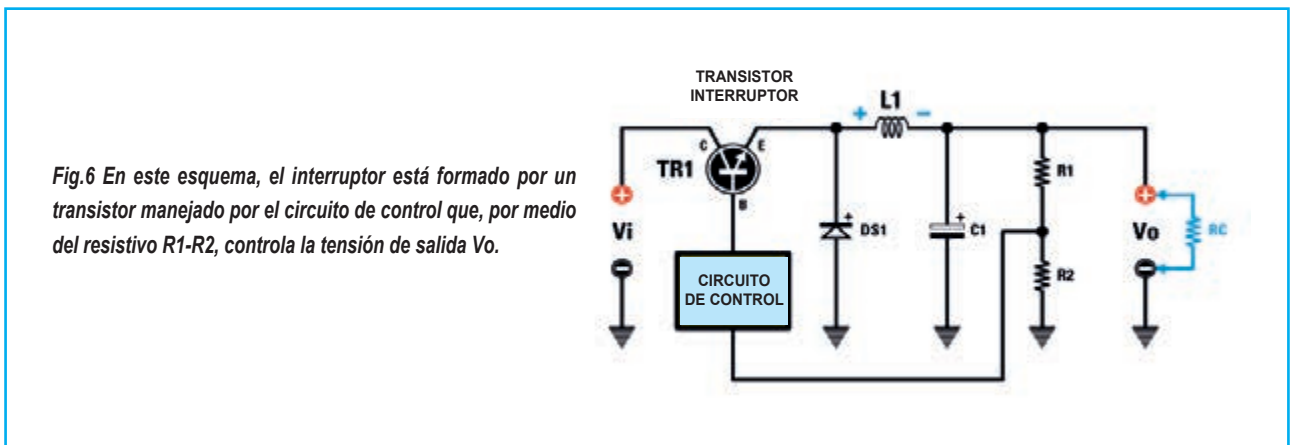 TRANSISTOR
INTERRUPTOR
L1
+ -
C
E
TR1
B
R1
Fig.6 En este esquema, el interruptor está formado por un
transistor manejado por el circuito de control que, por medio
del resistivo R1-R2, controla la tensión de salida Vo.
+
Vi
-
+
DS1
+
C1
+
Vo
-
RC
R2
CIRCUITO
DE CONTROL